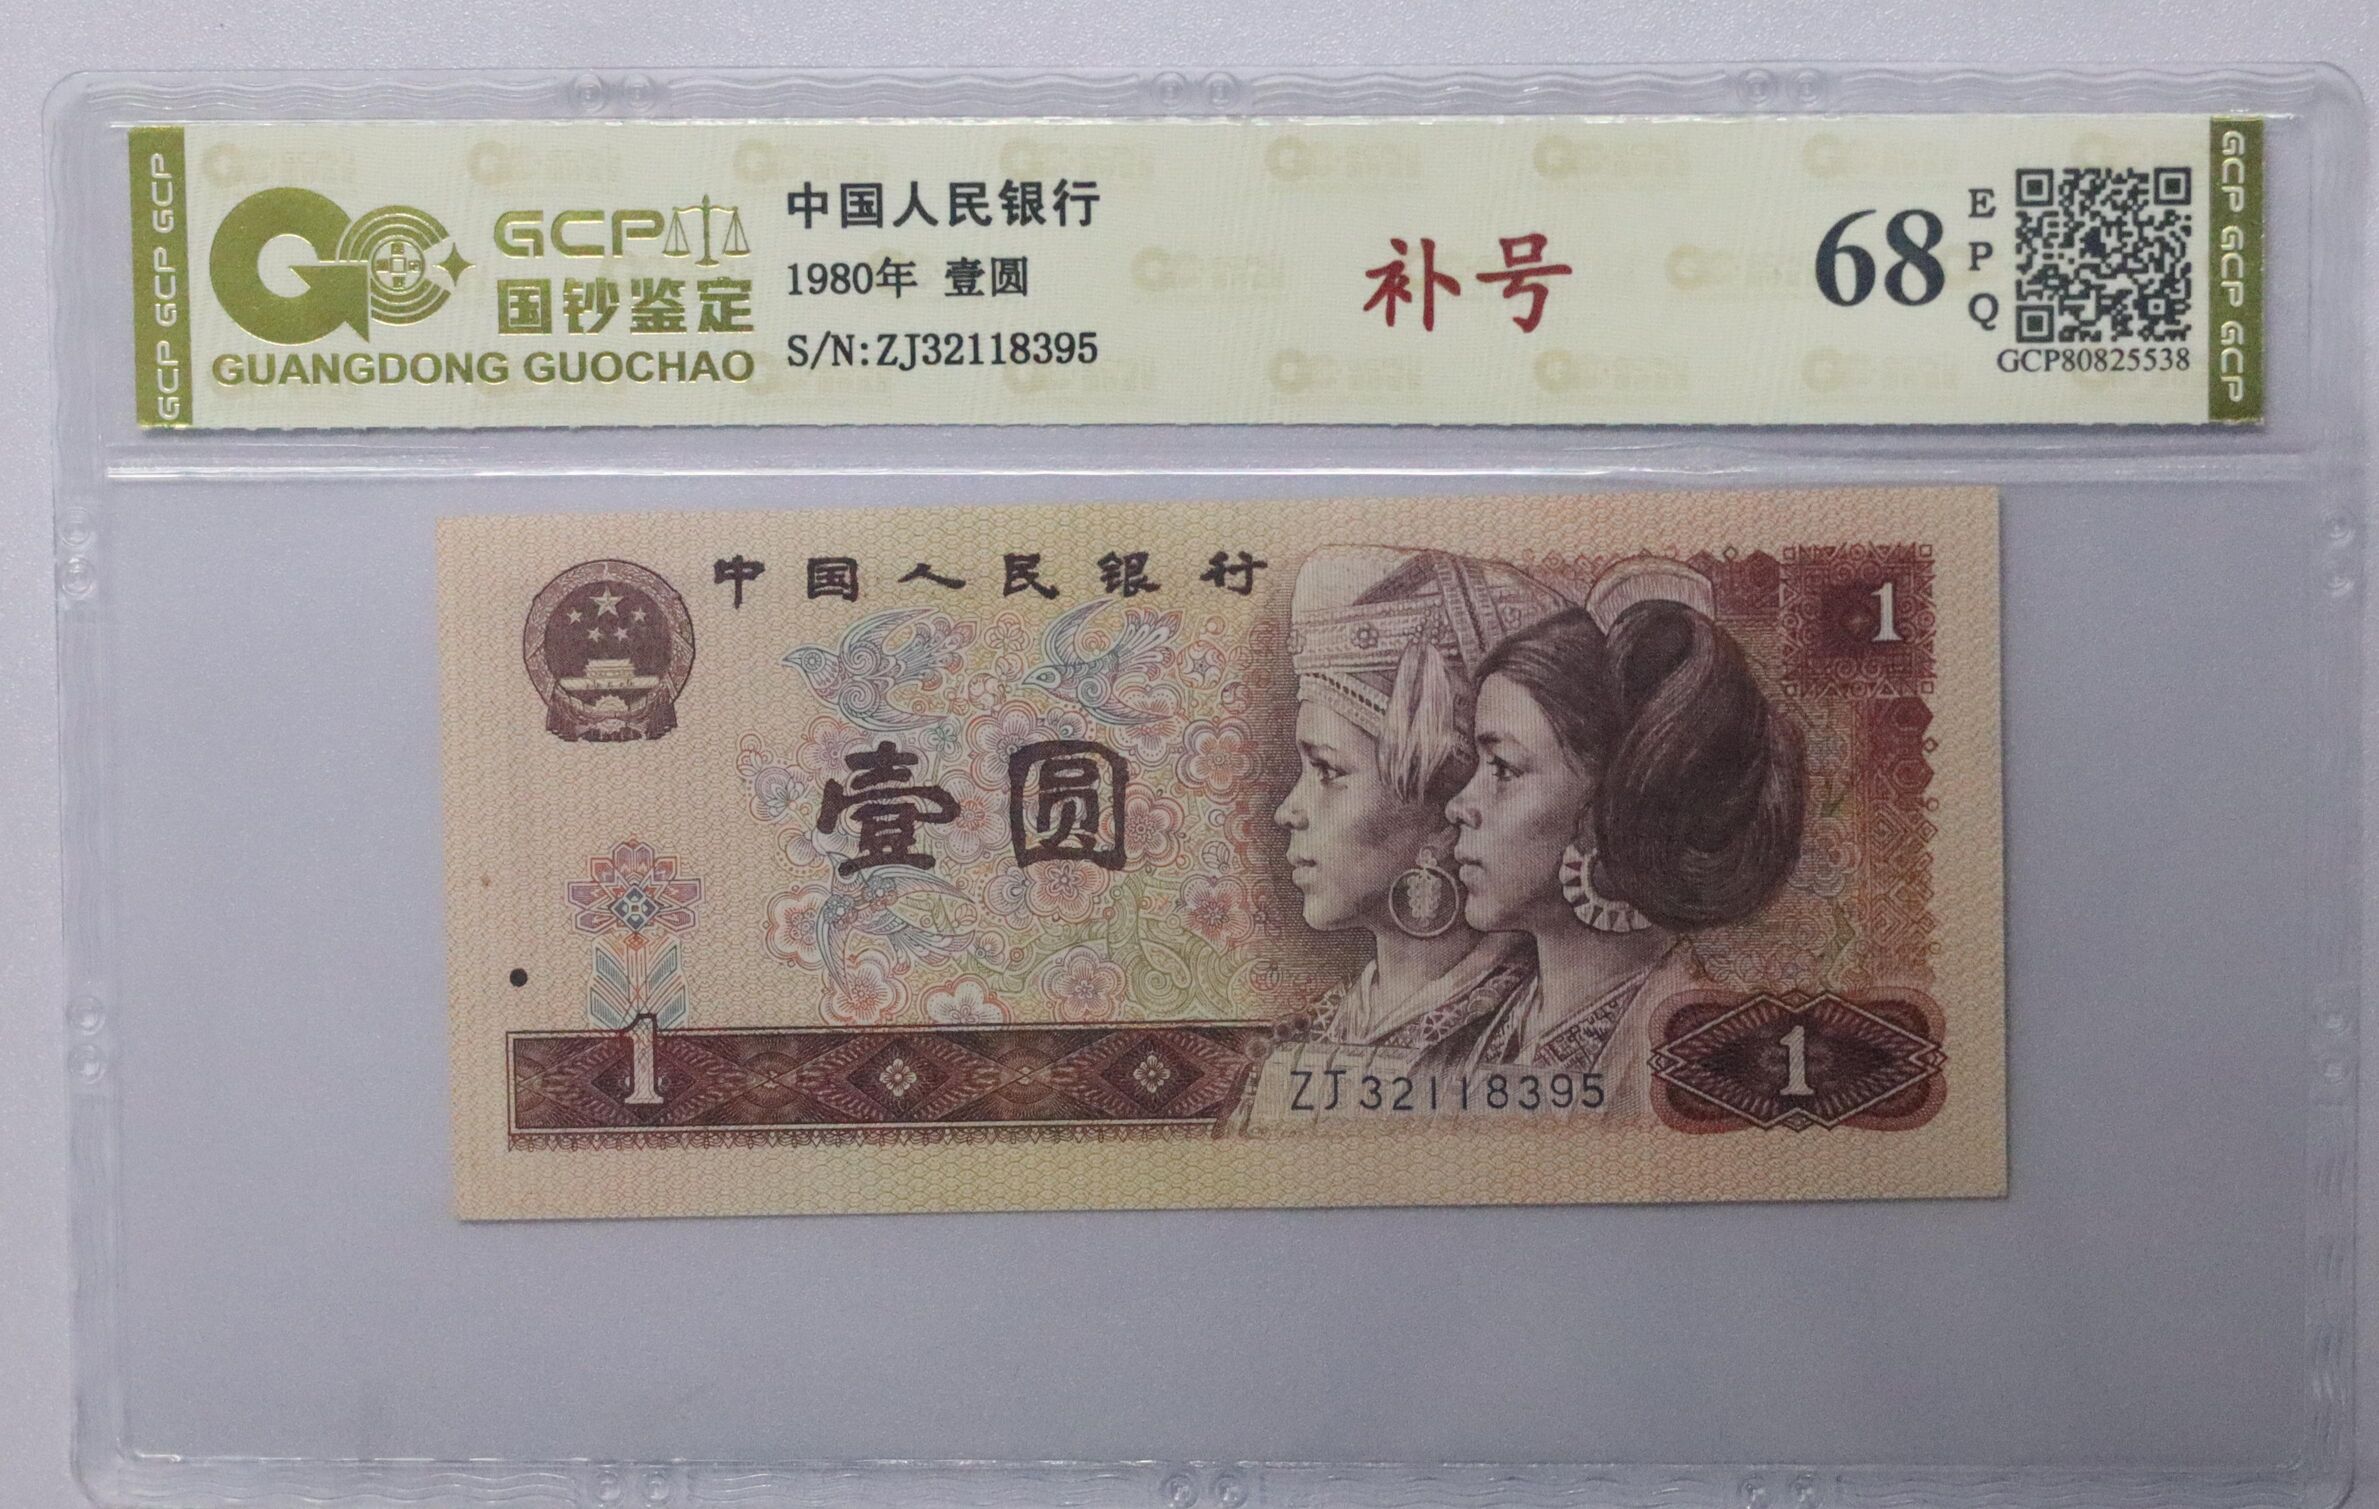 GCP GCP GCP
GCP
国钞鉴定
GUANGDONG GUOCHAO
中国人民银行
1980年 壹圆
S/N:ZJ32118395
补号
68
EPQ
GCP80825538
GCP GCP GCP
中国人民银行
1
壹圆
1
ZJ32118395
1